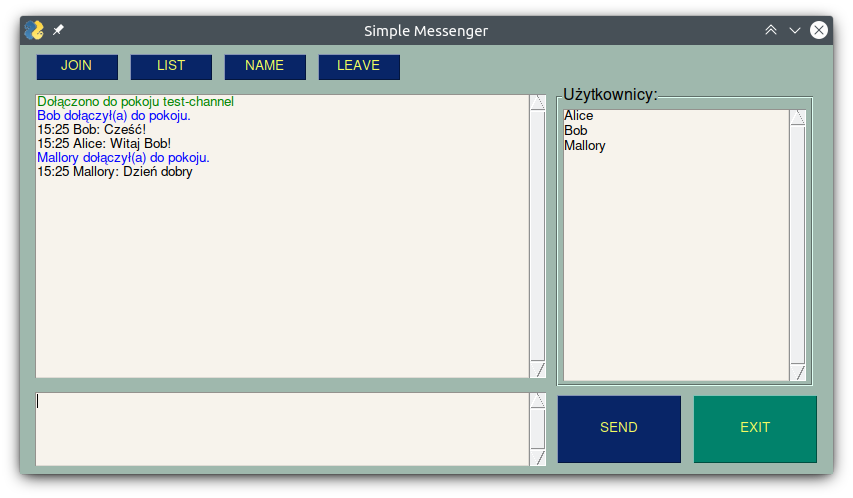 Simple Messenger
JOIN
LIST
NAME
LEAVE
Dołączono do pokoju test-channel
Bob dołączył(a) do pokoju.
15:25 Bob: Cześć!
15:25 Alice: Witaj Bob!
Mallory dołączył(a) do pokoju.
15:25 Mallory: Dzień dobry
Użytkownicy:
Alice
Bob
Mallory
SEND
EXIT